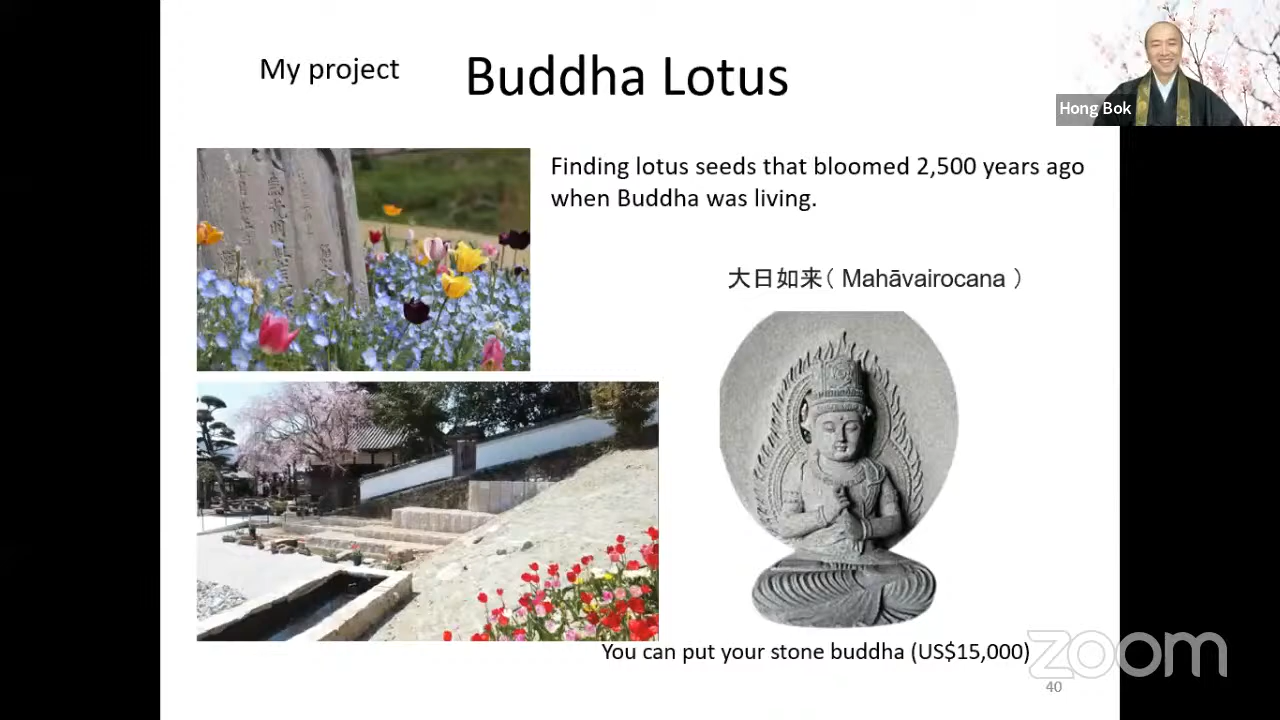 My project
Buddha Lotus
Hong Bok
Finding lotus seeds that bloomed 2,500 years ago
when Buddha was living.
大日如来（ Mahāvairocana ）
You can put your stone buddha (US$15,000)
zoom
40